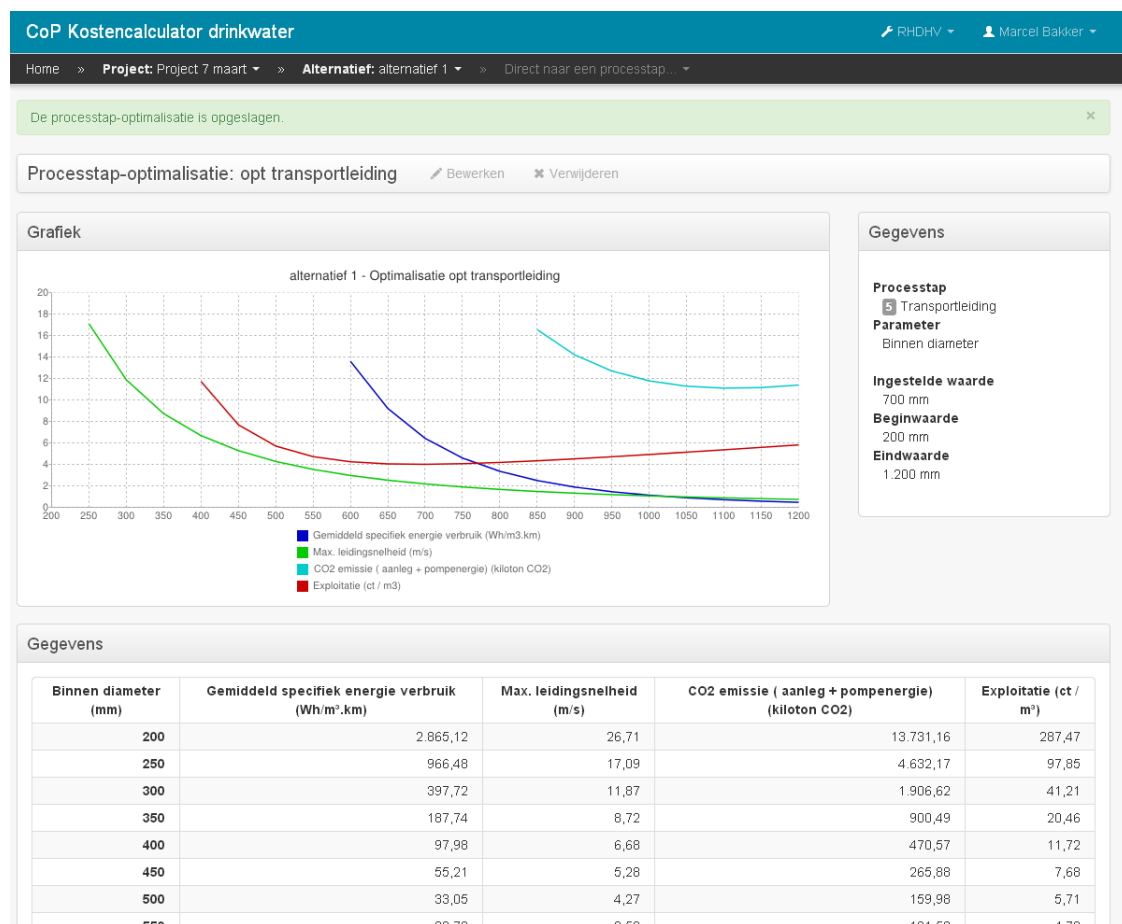 CoP Kostencalculator drinkwater RHDHV Marcel Bakker
Home » Project: Project 7 maart » Alternatief: alternatief 1 » Direct naar een processtap...
De processtap-optimalisatie is opgeslagen. ×
Processtap-optimalisatie: opt transportleiding Bewerken Verwijderen
Grafiek
alternatief 1 - Optimalisatie opt transportleiding
20
18
16
14
12
10
8
6
4
2
0
200 250 300 350 400 450 500 550 600 650 700 750 800 850 900 950 1000 1050 1100 1150 1200
Gemiddeld specifiek energie verbruik (Wh/m3.km)
Max. leidingsnelheid (m/s)
CO2 emissie ( aanleg + pompenergie) (kiloton CO2)
Exploitatie (ct / m3)
Gegevens
Processtap
5 Transportleiding
Parameter
Binnen diameter
Ingestelde waarde
700 mm
Beginwaarde
200 mm
Eindwaarde
1.200 mm
Gegevens
Binnen diameter (mm) Gemiddeld specifiek energie verbruik (Wh/m³.km) Max. leidingsnelheid (m/s) CO2 emissie ( aanleg + pompenergie) (kiloton CO2) Exploitatie (ct / m³)
200 2.865,12 26,71 13.731,16 287,47
250 966,48 17,09 4.632,17 97,85
300 397,72 11,87 1.906,62 41,21
350 187,74 8,72 900,49 20,46
400 97,98 6,68 470,57 11,72
450 55,21 5,28 265,88 7,68
500 33,05 4,27 159,98 5,71